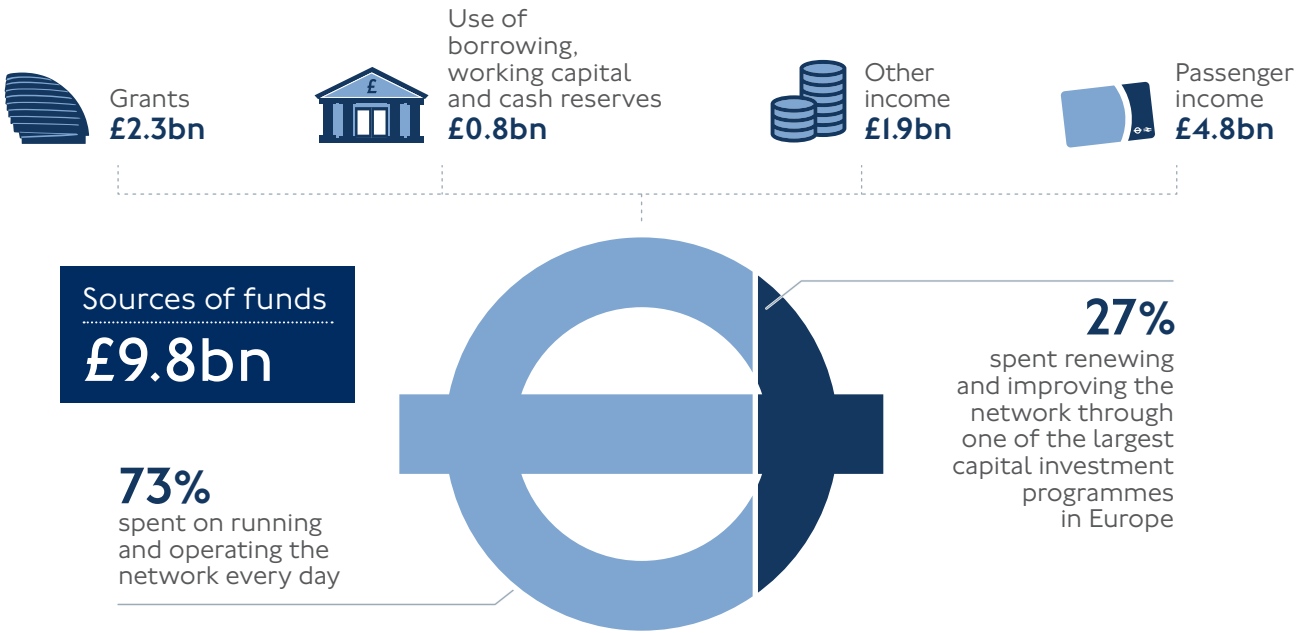 Grants
£2.3bn
Use of
borrowing,
working capital
and cash reserves
£0.8bn
£
Other
income
£1.9bn
Passenger
income
£4.8bn
Sources of funds
£9.8bn
27%
spent renewing
and improving the
network through
one of the largest
capital investment
programmes
in Europe
73%
spent on running
and operating the
network every day